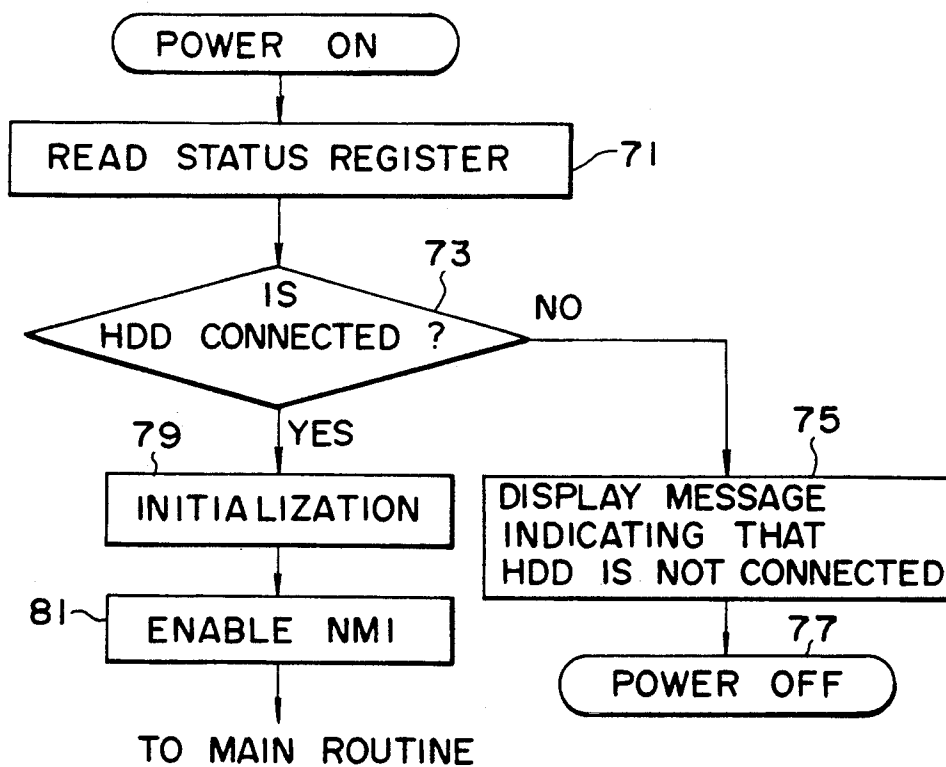 POWER ON
READ STATUS REGISTER
71
73
IS
HDD CONNECTED ?
NO
YES
79
INITIALIZATION
75
DISPLAY MESSAGE
INDICATING THAT
HDD IS NOT CONNECTED
81
ENABLE NMI
77
POWER OFF
TO MAIN ROUTINE